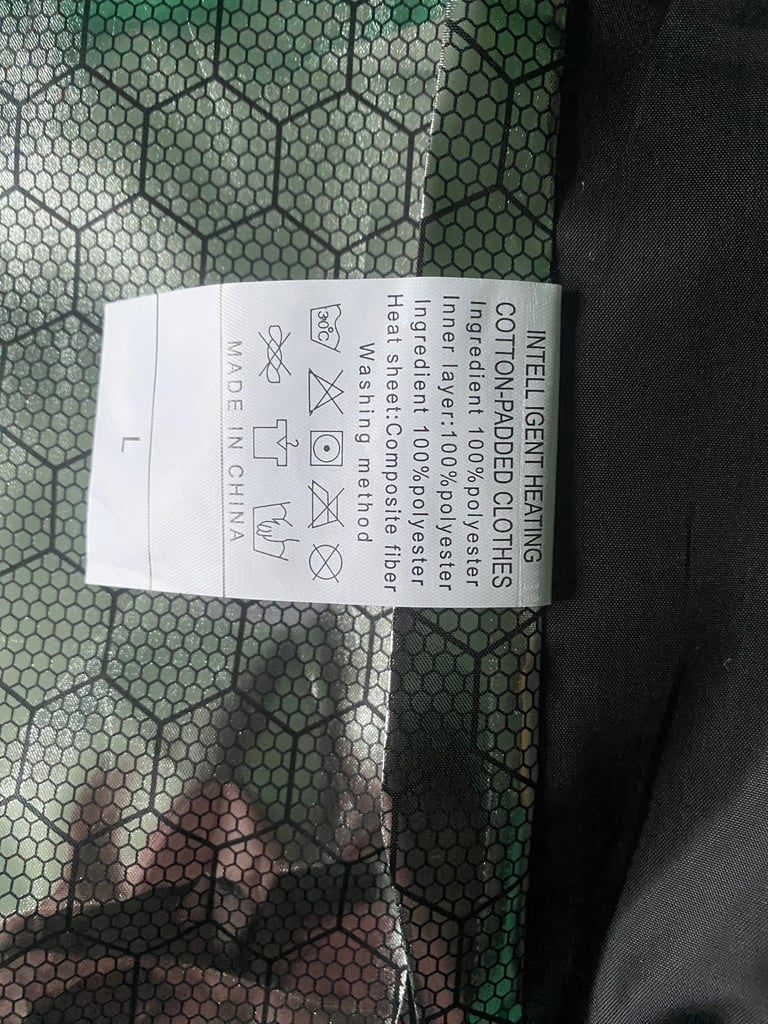 INTELL IGENT HEATING
COTTON-PADDED CLOTHES
Ingredient 100%polyester
Inner layer:100%polyester
Ingredient 100%polyester
Heat sheet:Composite fiber
Washing method
30℃
MADE IN CHINA
L